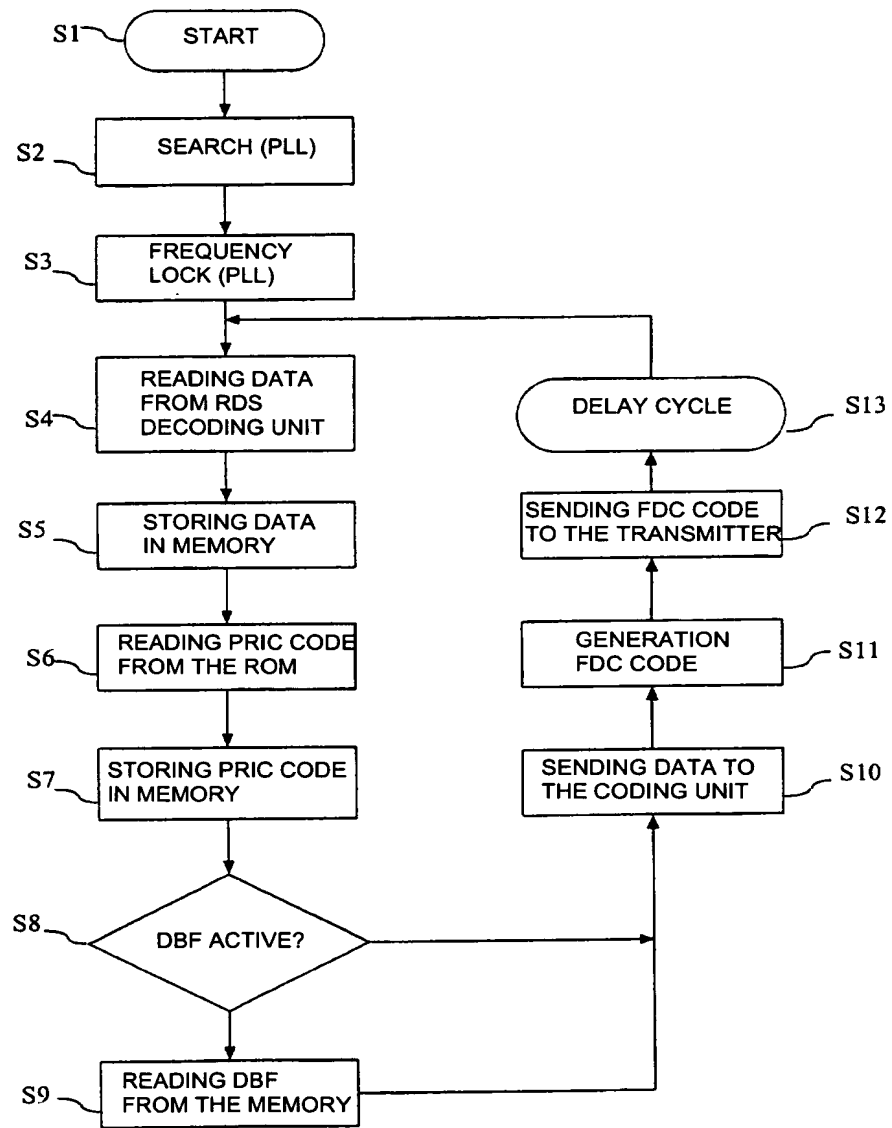 S1
START
S2
SEARCH (PLL)
S3
FREQUENCY
LOCK (PLL)
S4
READING DATA
FROM RDS
DECODING UNIT
S5
STORING DATA
IN MEMORY
S6
READING PRIC CODE
FROM THE ROM
S7
STORING PRIC CODE
IN MEMORY
S8
DBF ACTIVE?
S9
READING DBF
FROM THE MEMORY
SENDING DATA TO
THE CODING UNIT
S10
GENERATION
FDC CODE
S11
SENDING FDC CODE
TO THE TRANSMITTER
S12
DELAY CYCLE
S13